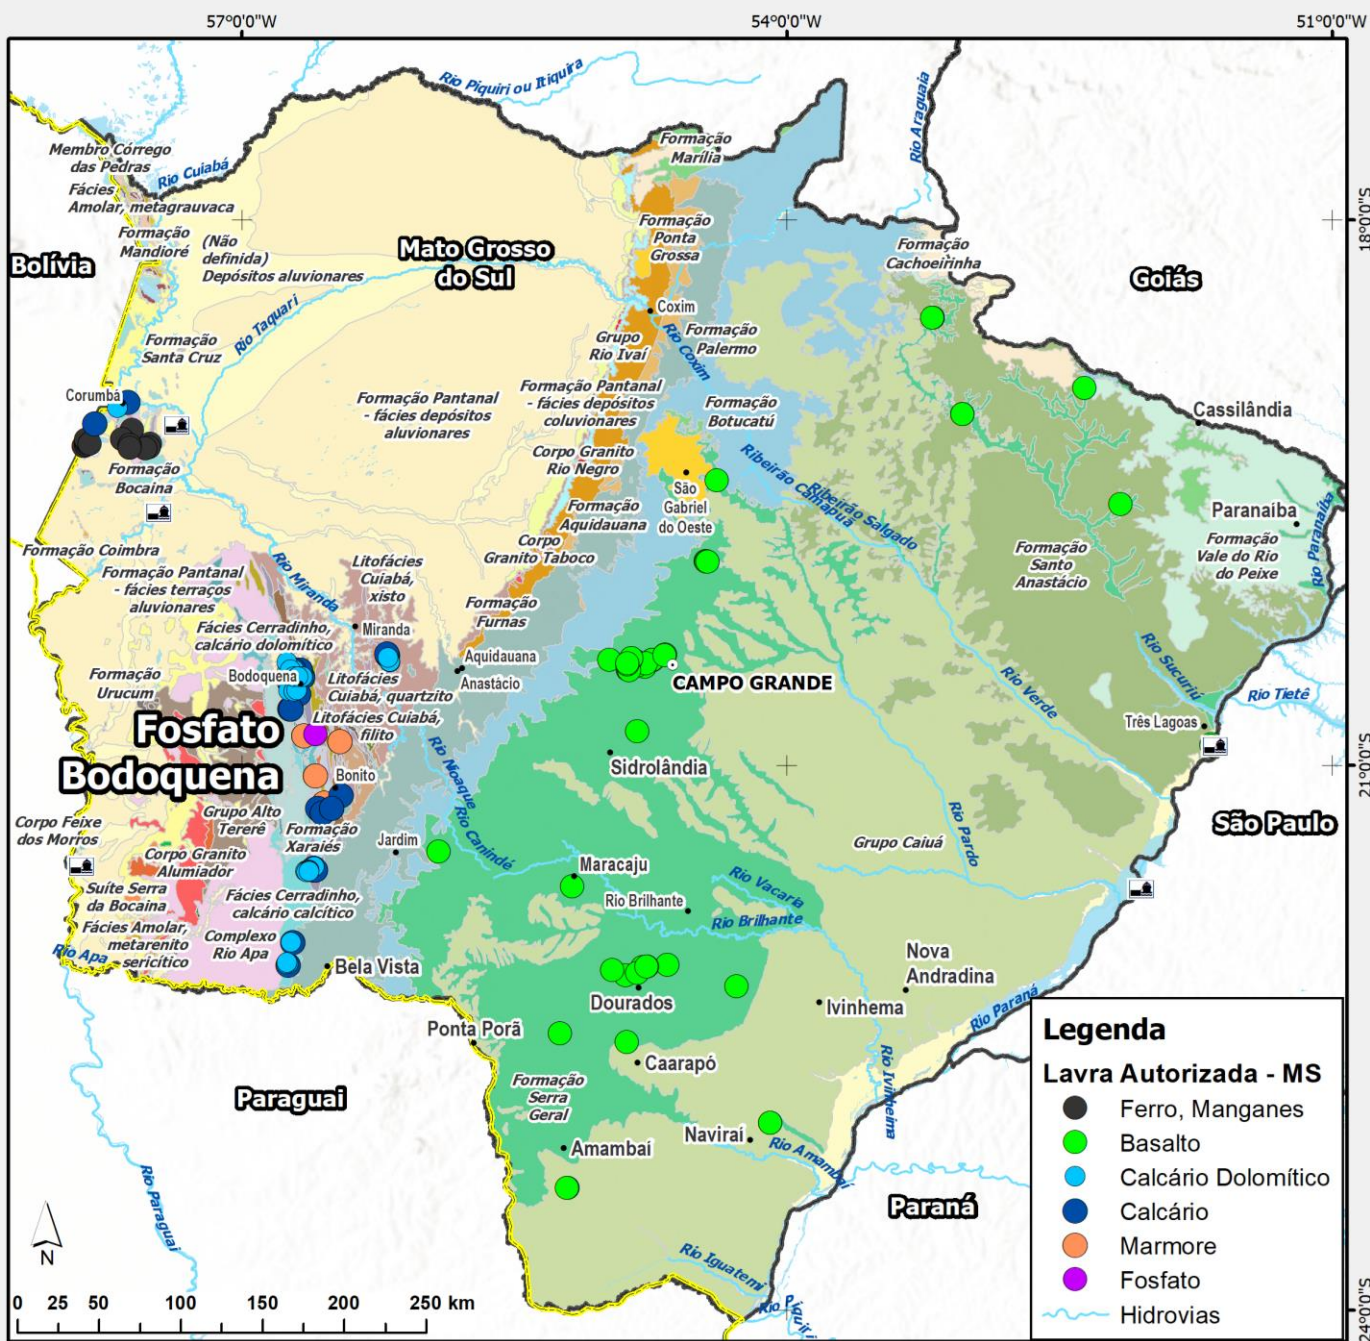 57°0'0"W
54°0'0"W
51°0'0"W
Rio Piquiri ou Itiquira
Rio Araguaia
Formação
Marília
Membro Córrego
das Pedras
Rio Cuiabá
Fácies
Amolar, metagrauvaca
18°0'0"S
Formação
Mandioré
(Não
definida)
Depósitos aluvionares
Formação
Ponta
Grossa
Formação
Cachoeirinha
Bolívia
Mato Grosso
do Sul
Goiás
Rio Taquari
Coxim
Formação
Santa Cruz
Grupo
Rio Ivaí
Rio Coxim
Formação
Palermo
Corumbá
Formação Pantanal
- fácies depósitos
aluvionares
Formação Pantanal
- fácies depósitos
coluvionares
Formação
Botucatú
Cassilândia
Formação
Bocaina
Corpo Granito
Rio Negro
São
Gabriel
do Oeste
Ribeirão Camapuã
Ribeirão Salgado
Formação
Aquidauana
Paranaiba
Rio Paranaiba
Formação Coimbra
Corpo
Granito Taboco
Formação
Santo
Anastácio
Formação
Vale do Rio
do Peixe
Formação Pantanal
- fácies terraços
aluvionares
Rio Miranda
Litofácies
Cuiabá,
xisto
Formação
Furnas
Fácies Cerradinho,
calcário dolomítico
Miranda
Aquidauana
Anastácio
Formação
Urucum
Bodoquena
Litofácies
Cuiabá, quartzito
CAMPO GRANDE
Rio Verde
Rio Sucuriú
Rio Tietê
Litofácies Cuiabá,
filito
Três Lagoas
Fosfato
Bodoquena
Sidrolândia
21°0'0"S
Bonito
Rio Nioaque
Corpo Feixe
dos Morros
Grupo Alto
Tererê
Formação
Xaraiés
Rio Pardo
São Paulo
Jardim
Rio Canindé
Grupo Caiuá
Corpo Granito
Alumiador
Maracaju
Suíte Serra
da Bocaina
Fácies Cerradinho,
calcário calcítico
Rio Vacaria
Rio Brilhante
Rio Brilhante
Fácies Amolar,
metarenito
sericítico
Complexo
Rio Apa
Rio Apa
Bela Vista
Nova
Andradina
Dourados
Ivinhema
Rio Paraná
Ponta Porã
Caarapó
Rio Ivinheima
Formação
Serra
Geral
Paraguai
Naviraí
Amambaí
Rio Amambaí
Rio Paraguai
Paraná
Rio Iguatemi
Rio Piquiri
N
0 25 50 100 150 200 250 km
Legenda
Lavra Autorizada - MS
Ferro, Manganes
Basalto
Calcário Dolomítico
Calcário
Marmore
Fosfato
Hidrovias
24°0'0"S